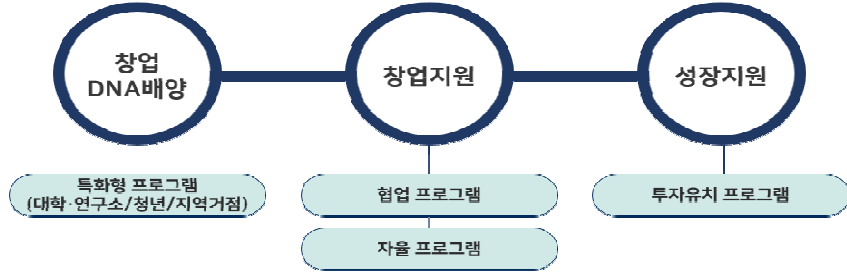 창업
DNA배양
창업지원
성장지원
특화형 프로그램
(대학·연구소/청년/지역거점)
협업 프로그램
투자유치 프로그램
자율 프로그램